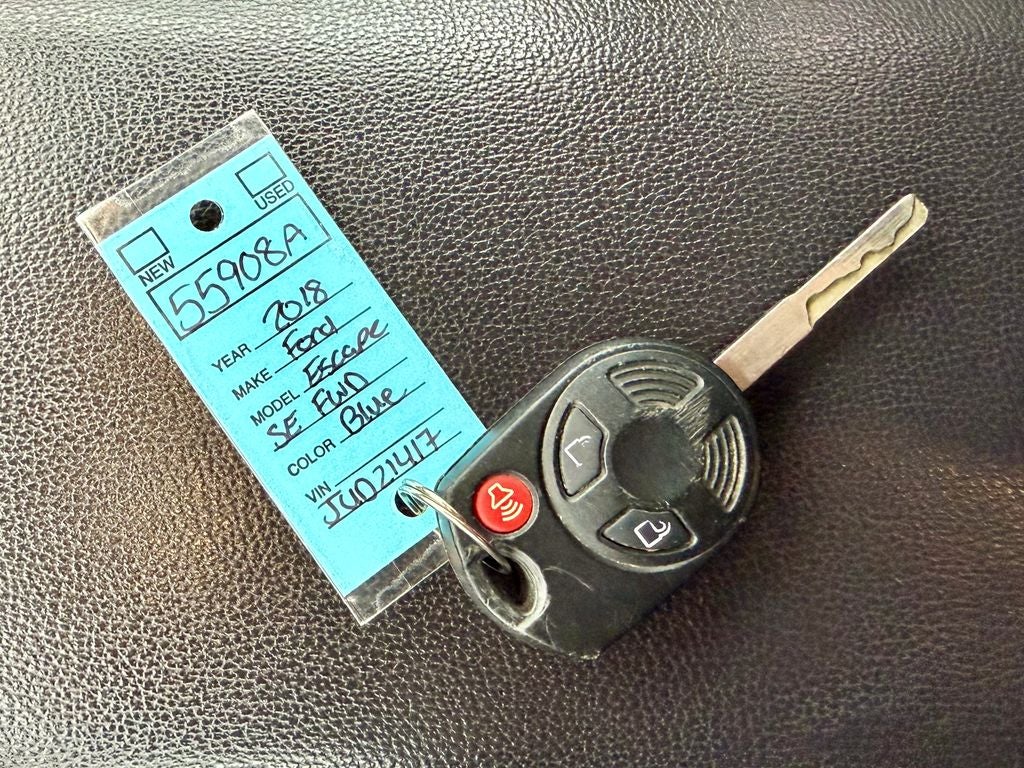 NEW USED
55908A
YEAR 2018
MAKE Ford
MODEL Escape
SE FWD
COLOR Blue
VIN
JUD21417